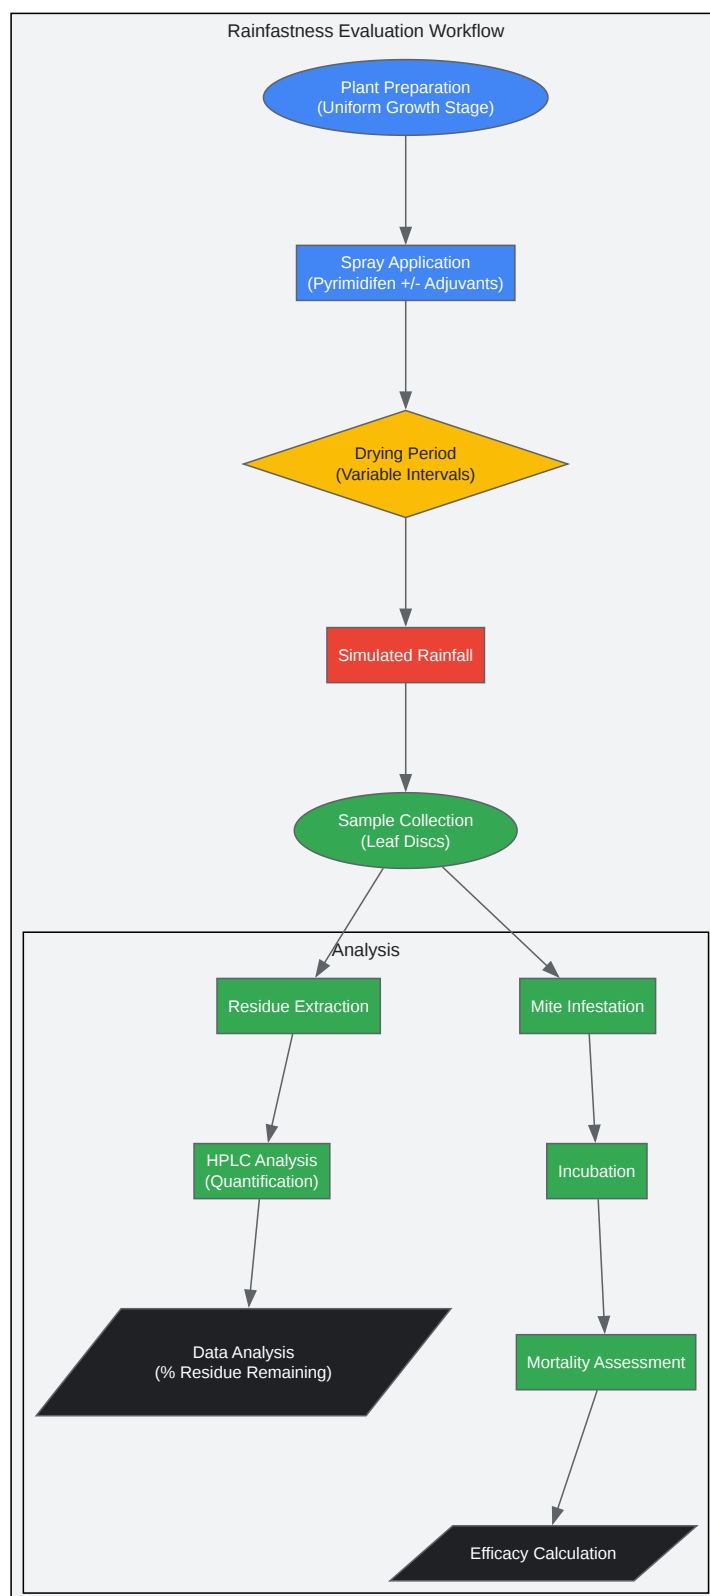 Rainfastness Evaluation Workflow
Plant Preparation
(Uniform Growth Stage)
Spray Application
(Pyrimidifen +/- Adjuvants)
Drying Period
(Variable Intervals)
Simulated Rainfall
Sample Collection
(Leaf Discs)
Analysis
Residue Extraction
Mite Infestation
HPLC Analysis
(Quantification)
Incubation
Data Analysis
(% Residue Remaining)
Mortality Assessment
Efficacy Calculation